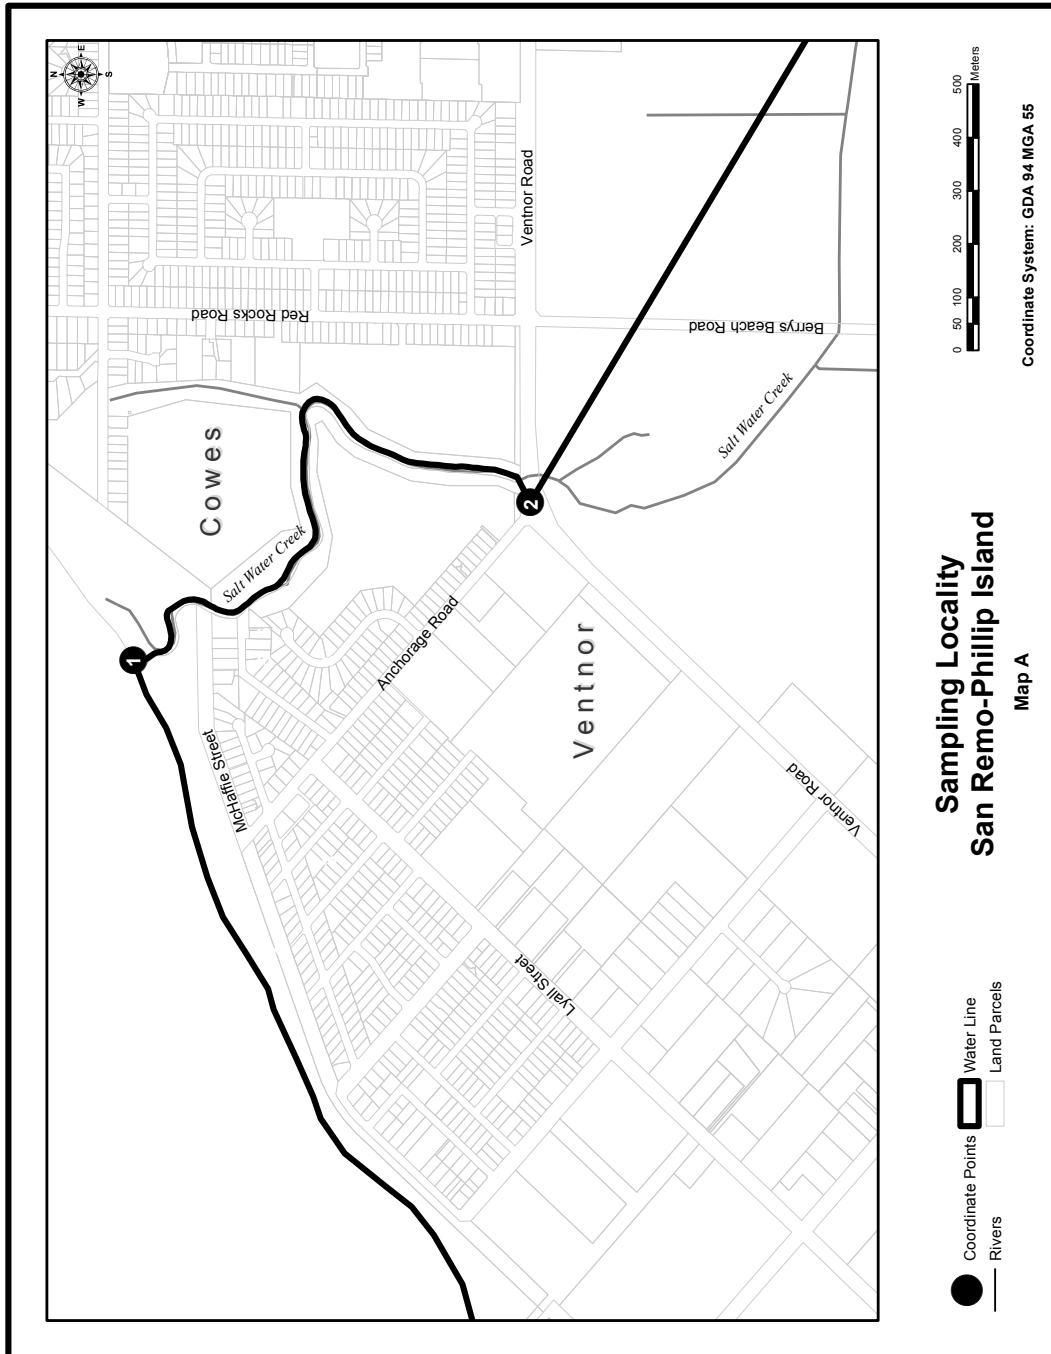 N
E
S
W
Cowes
Ventnor
Salt Water Creek
Salt Water Creek
Red Rocks Road
Ventnor Road
Berrys Beach Road
Anchorage Road
McHaffie Street
Lyall Street
Ventnor Road
1
2
Sampling Locality
San Remo-Phillip Island
Map A
Coordinate Points
Water Line
Rivers
Land Parcels
0 50 100 200 300 400 500
Meters
Coordinate System: GDA 94 MGA 55